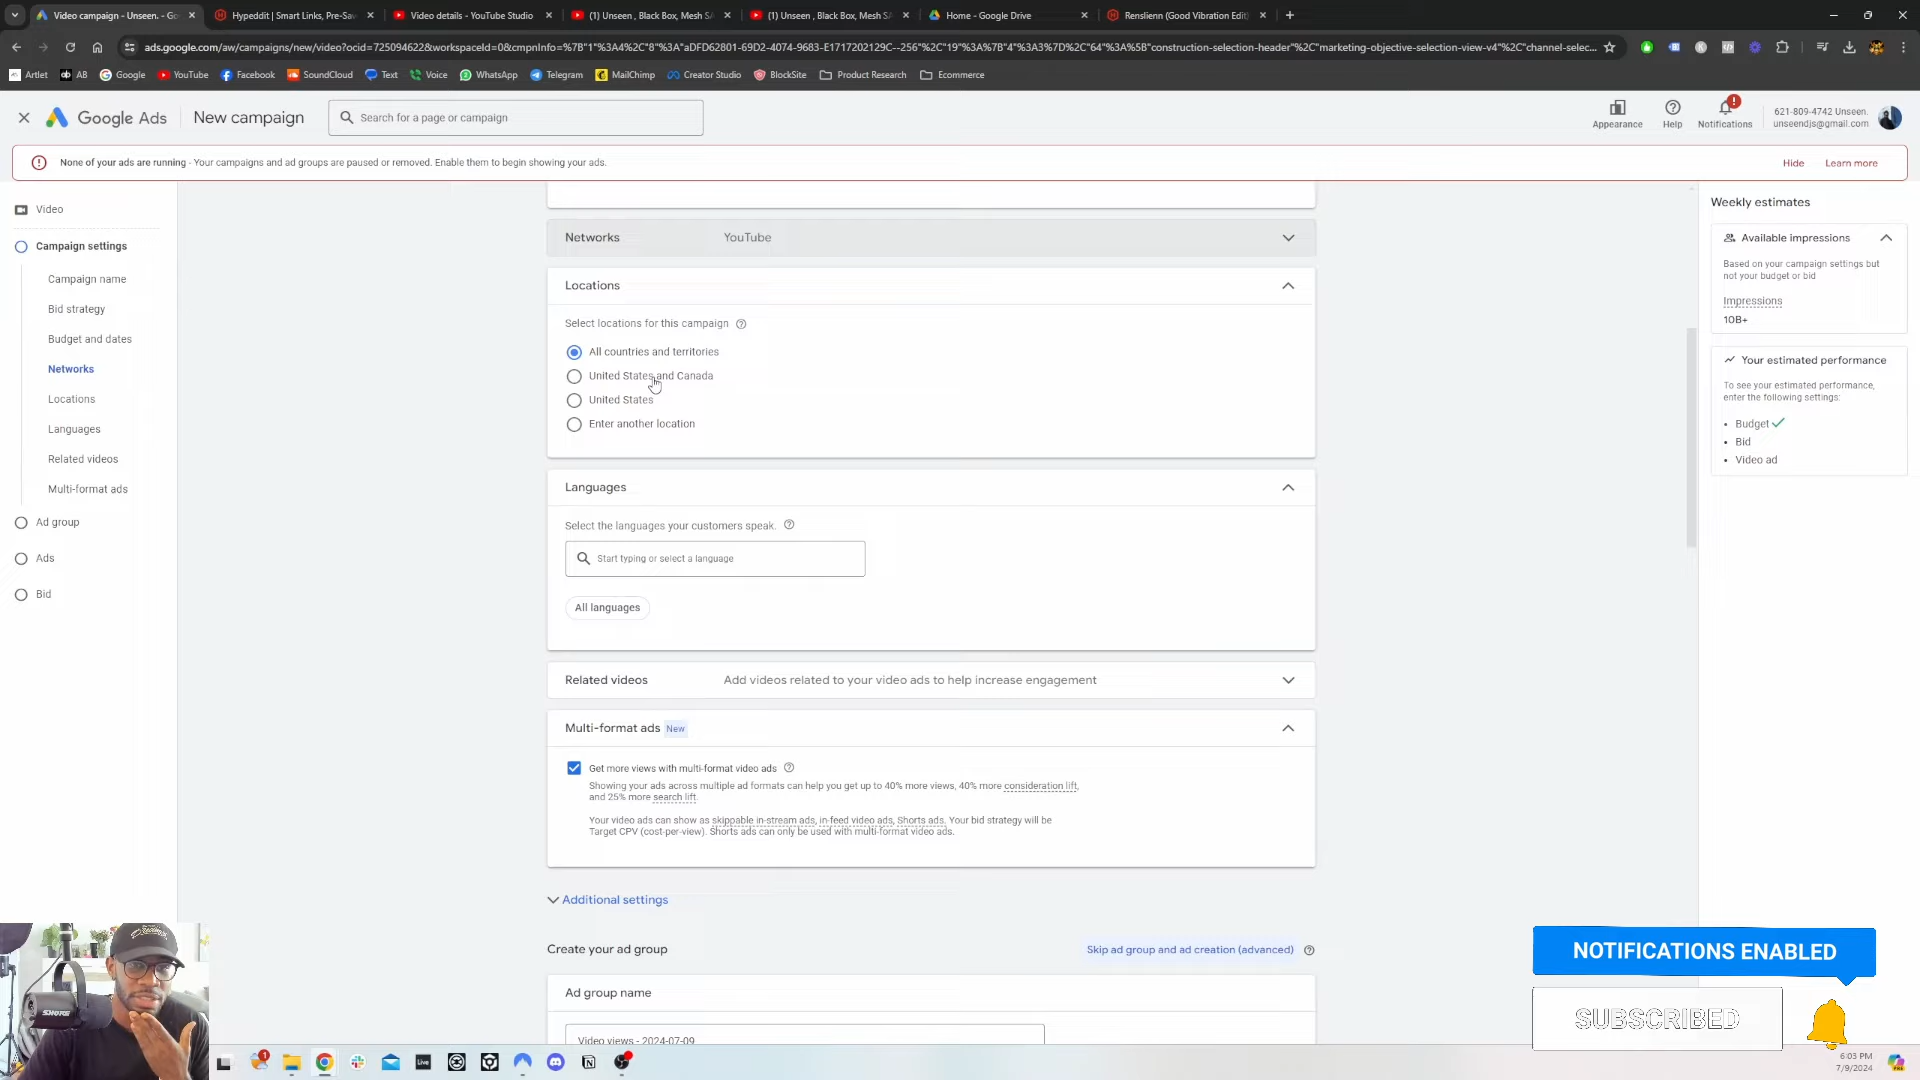 Video campaign - Unseen. - Go
Hypeddit | Smart Links, Pre-Sav
Video details - YouTube Studio
(1) Unseen , Black Box, Mesh SA
(1) Unseen , Black Box, Mesh SA
Home - Google Drive
Renslienn (Good Vibration Edit)
ads.google.com/aw/campaigns/new/video?ocid=725094622&workspaceId=0&cmpnInfo=%7B"1"%3A4%2C"8"%3A"aDFD62801-69D2-4074-9683-E1717202129C--256"%2C"19"%3A%7B"4"%3A3%7D%2C"64"%3A%5B"construction-selection-header"%2C"marketing-objective-selection-view-v4"%2C"channel-selec...
Artlet
AB
Google
YouTube
Facebook
SoundCloud
Text
Voice
WhatsApp
Telegram
MailChimp
Creator Studio
BlockSite
Product Research
Ecommerce
Google Ads
New campaign
Search for a page or campaign
Appearance
Help
Notifications
621-809-4742 Unseen.
unseendjs@gmail.com
None of your ads are running - Your campaigns and ad groups are paused or removed. Enable them to begin showing your ads.
Hide
Learn more
Video
Campaign settings
Campaign name
Bid strategy
Budget and dates
Networks
Locations
Languages
Related videos
Multi-format ads
Ad group
Ads
Bid
Networks
YouTube
Locations
Select locations for this campaign
All countries and territories
United States and Canada
United States
Enter another location
Languages
Select the languages your customers speak.
Start typing or select a language
All languages
Related videos
Add videos related to your video ads to help increase engagement
Multi-format ads New
Get more views with multi-format video ads
Showing your ads across multiple ad formats can help you get up to 40% more views, 40% more consideration lift,
and 25% more search lift.
Your video ads can show as skippable in-stream ads, in-feed video ads, Shorts ads. Your bid strategy will be
Target CPV (cost-per-view). Shorts ads can only be used with multi-format video ads.
Additional settings
Create your ad group
Skip ad group and ad creation (advanced)
Ad group name
Video views - 2024-07-09
Weekly estimates
Available impressions
Based on your campaign settings but
not your budget or bid
Impressions
10B+
Your estimated performance
To see your estimated performance,
enter the following settings:
Budget
Bid
Video ad
NOTIFICATIONS ENABLED
SUBSCRIBED
SHURE
6:03 PM
7/9/2024